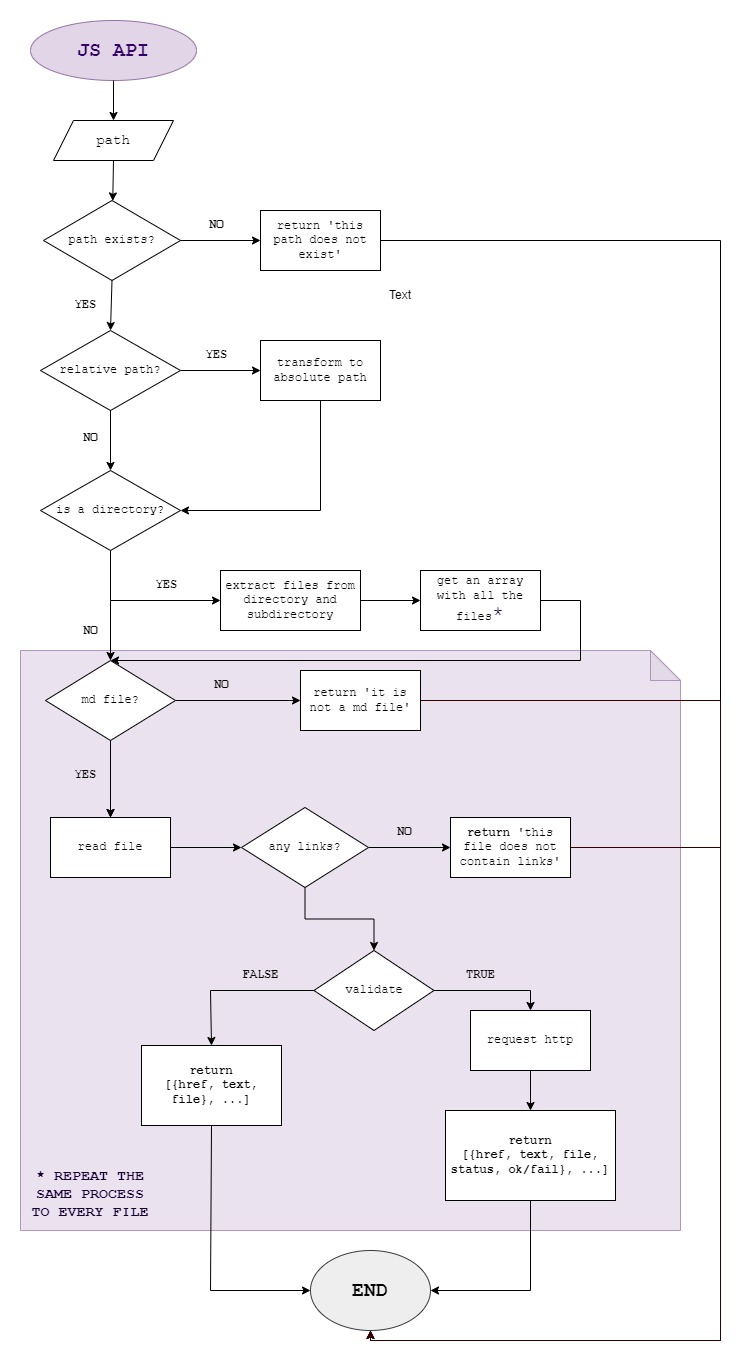 JS API
path
path exists?
NO
return 'this
path does not
exist'
Text
YES
relative path?
YES
transform to
absolute path
NO
is a directory?
YES
extract files from
directory and
subdirectory
get an array
with all the
files*
NO
md file?
NO
return 'it is
not a md file'
YES
read file
any links?
NO
return 'this
file does not
contain links'
validate
FALSE
TRUE
request http
return
[{href, text,
file}, ...]
return
[{href, text, file,
status, ok/fail}, ...]
* REPEAT THE
SAME PROCESS
TO EVERY FILE
END